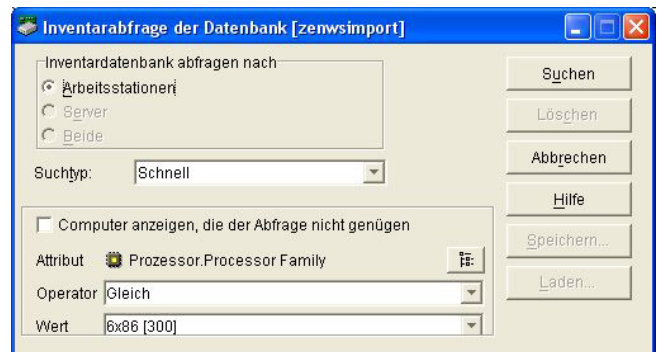 Inventarabfrage der Datenbank [zenwsimport]
Inventardatenbank abfragen nach
Arbeitsstationen
Server
Beide
Suchtyp: Schnell
Computer anzeigen, die der Abfrage nicht genügen
Attribut Prozessor.Processor Family
Operator Gleich
Wert 6x86 [300]
Suchen
Löschen
Abbrechen
Hilfe
Speichern...
Laden...